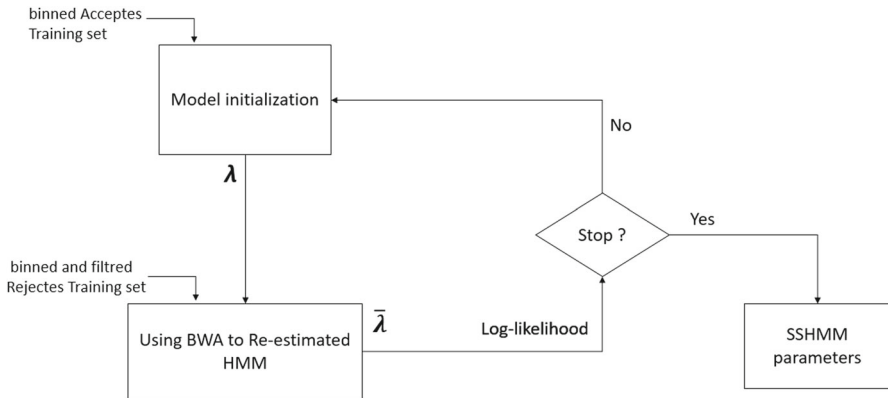 binned Acceptes
Training set
Model initialization
No
λ
Stop ?
Yes
binned and filtred
Rejectes Training set
λ̄
Using BWA to Re-estimated
HMM
Log-likelihood
SSHMM
parameters